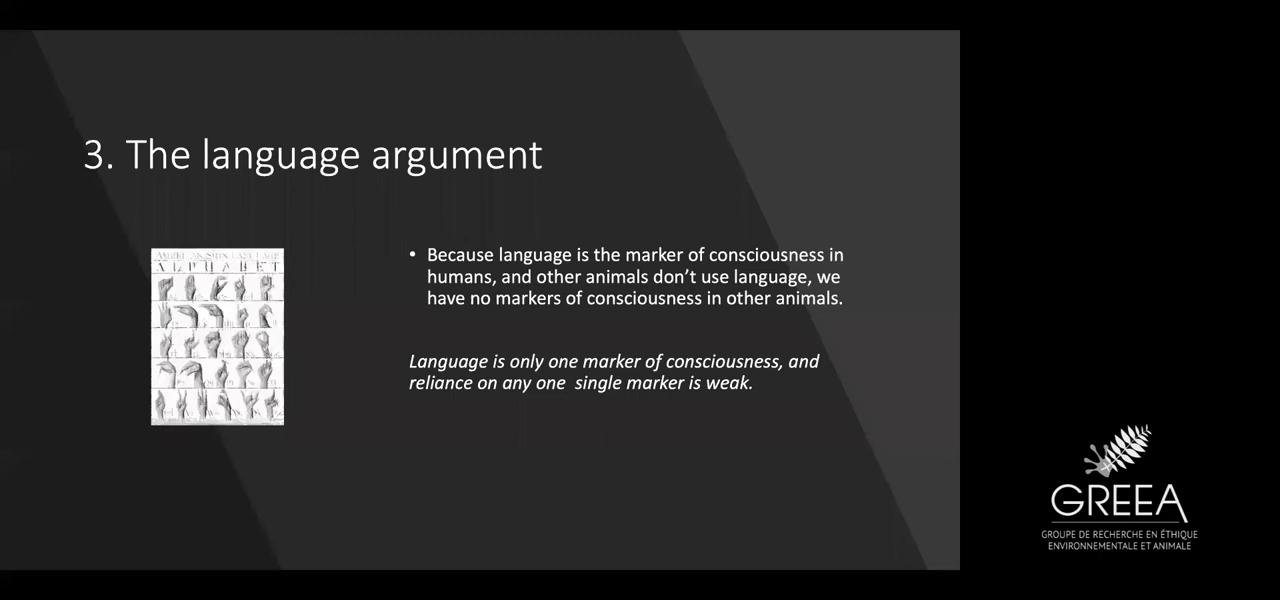 3. The language argument
ALPHABET
• Because language is the marker of consciousness in
humans, and other animals don’t use language, we
have no markers of consciousness in other animals.
Language is only one marker of consciousness, and
reliance on any one  single marker is weak.
GREEA
GROUPE DE RECHERCHE EN ÉTHIQUE
ENVIRONNEMENTALE ET ANIMALE